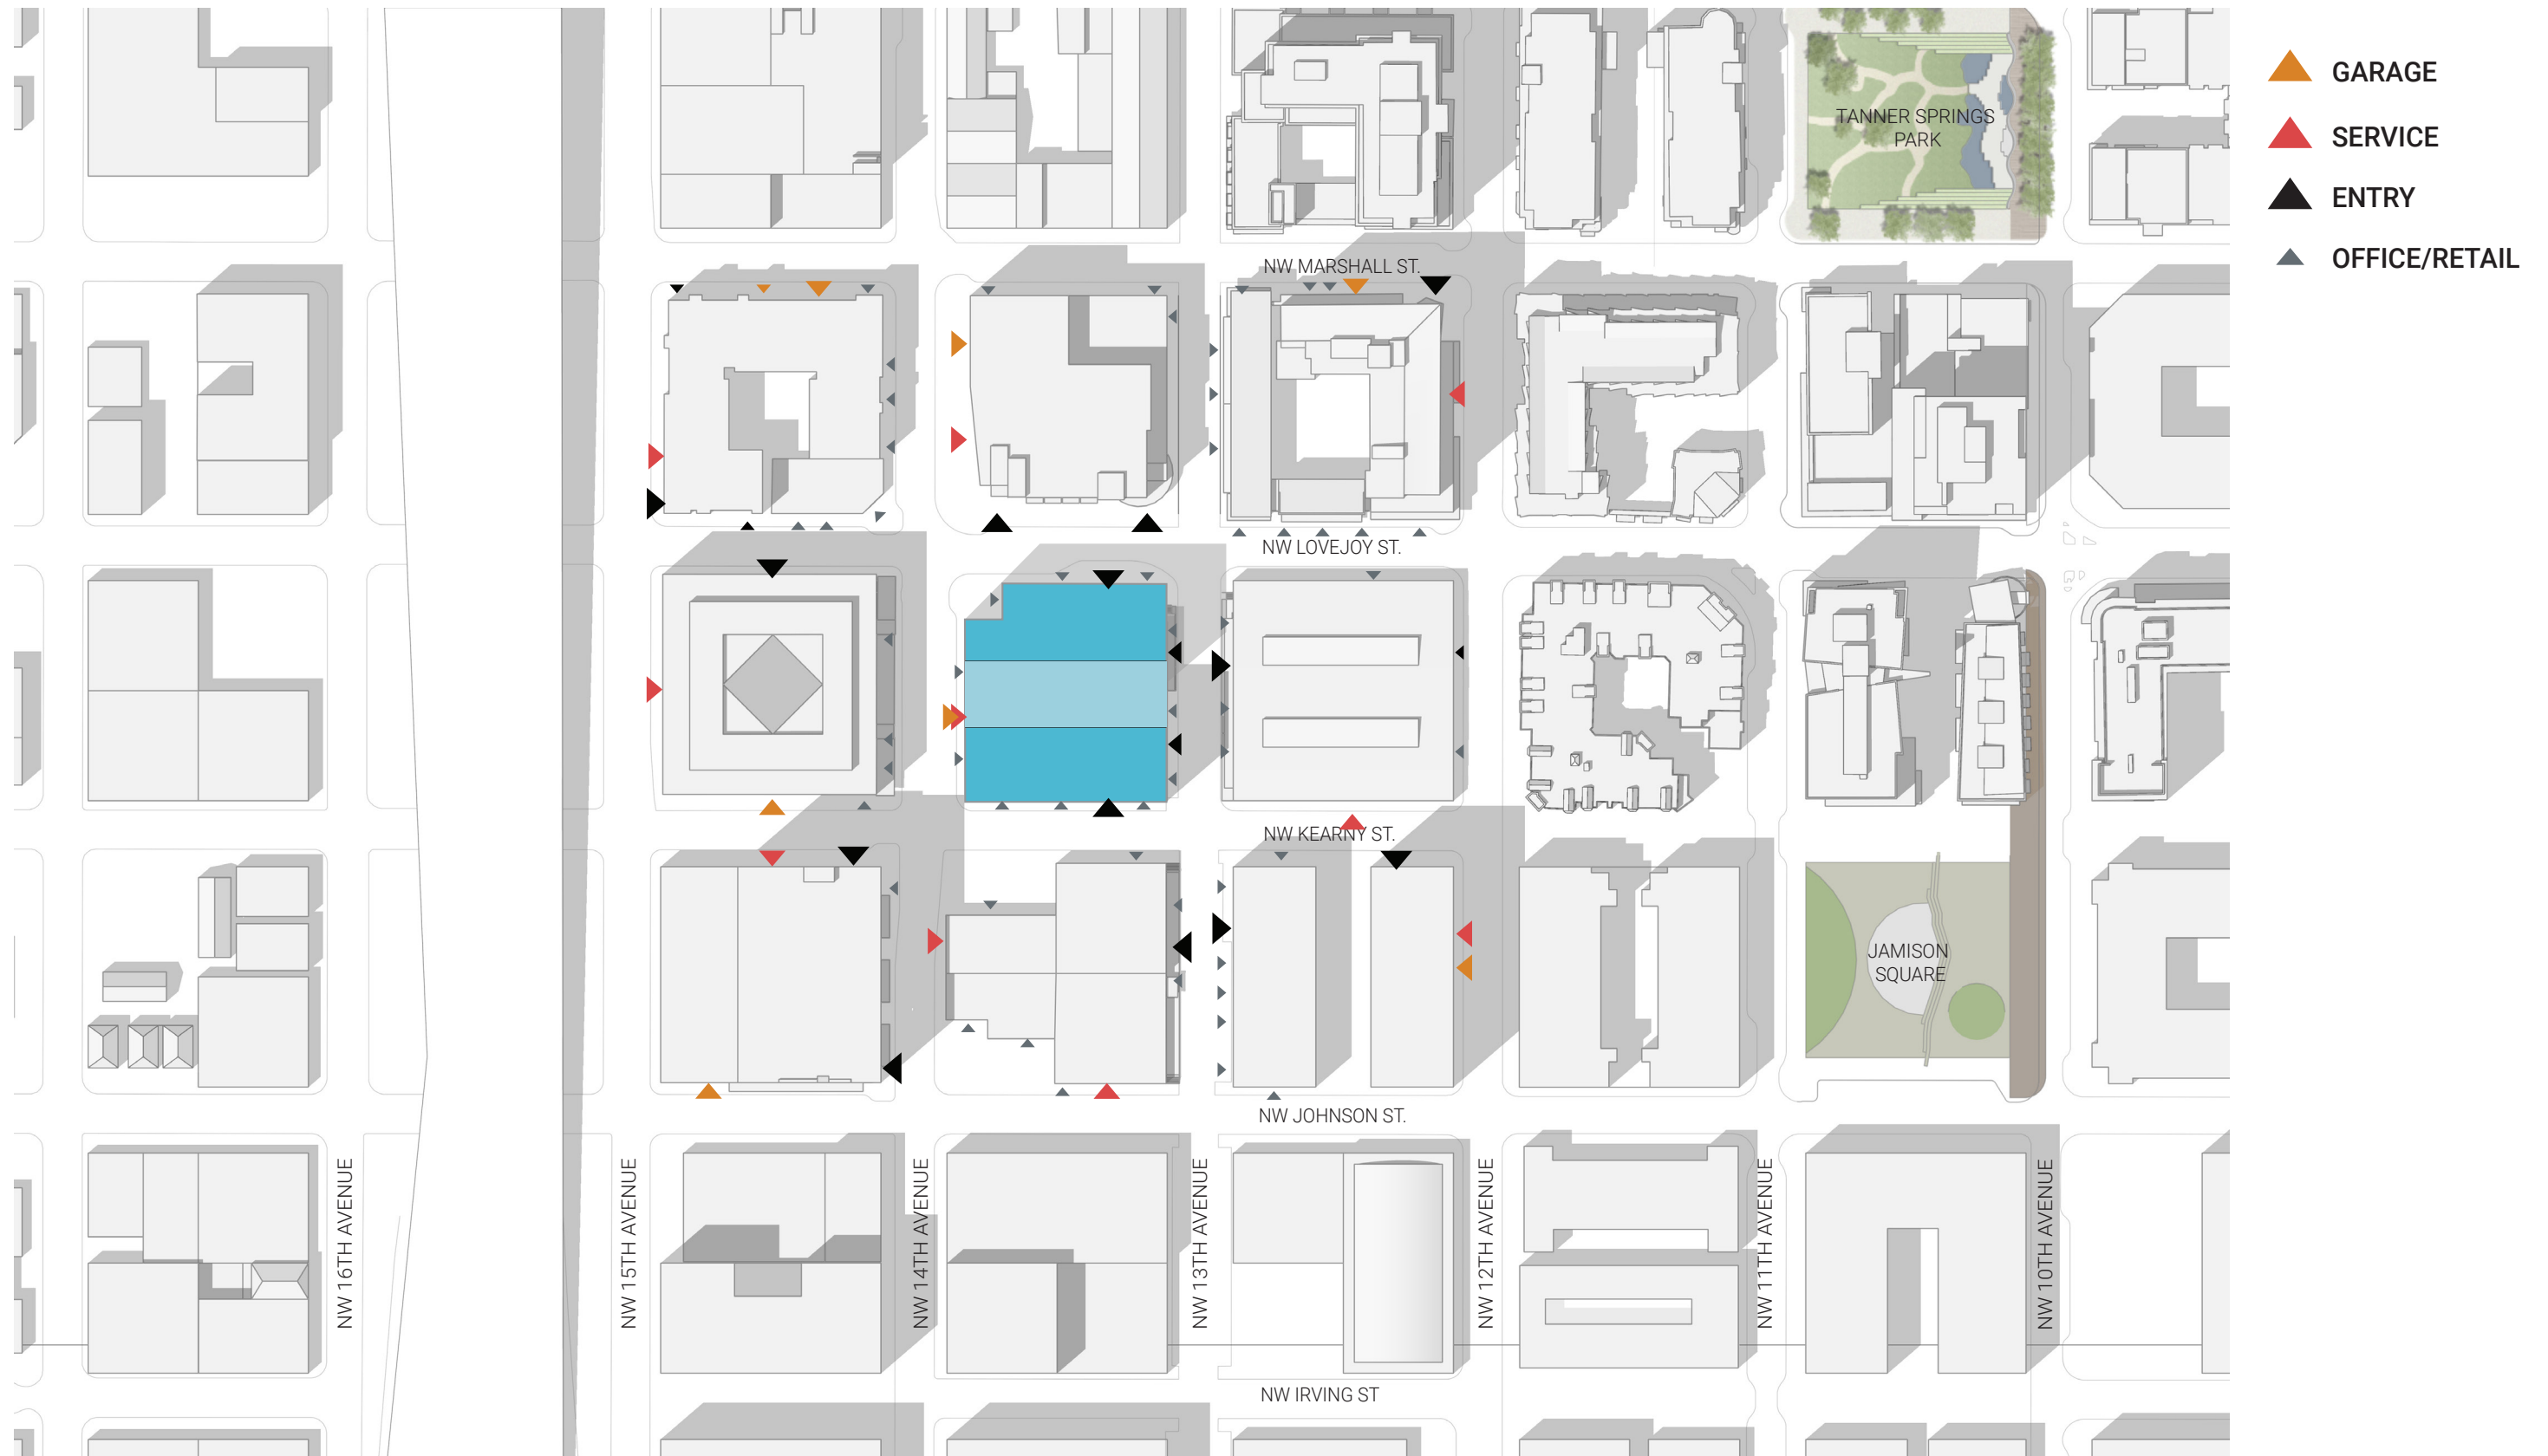 GARAGE
SERVICE
ENTRY
OFFICE/RETAIL
TANNER SPRINGS
PARK
NW MARSHALL ST.
NW LOVEJOY ST.
NW KEARNY ST.
JAMISON
SQUARE
NW JOHNSON ST.
NW 16TH AVENUE
NW 15TH AVENUE
NW 14TH AVENUE
NW 13TH AVENUE
NW 12TH AVENUE
NW 11TH AVENUE
NW 10TH AVENUE
NW IRVING ST